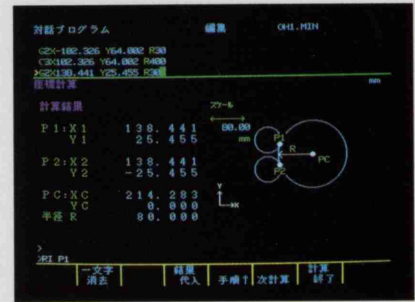 対話プログラム 編集 OH1.MIN
G2X-102.326 Y64.002 R30
G3X102.326 Y64.002 R400
>G2X138.441 Y25.455 R30
座標計算 mm
計算結果 スケール
P1:X1 138.441 80.00
Y1 25.455 mm
P1
R
P2:X2 138.441 PC
Y2 -25.455 P2
PC:XC 214.283 Y
YC 0.000 X
半径 R 80.000
>
>RI P1
一文字消去 結果代入 手順↑ 次計算 計算終了